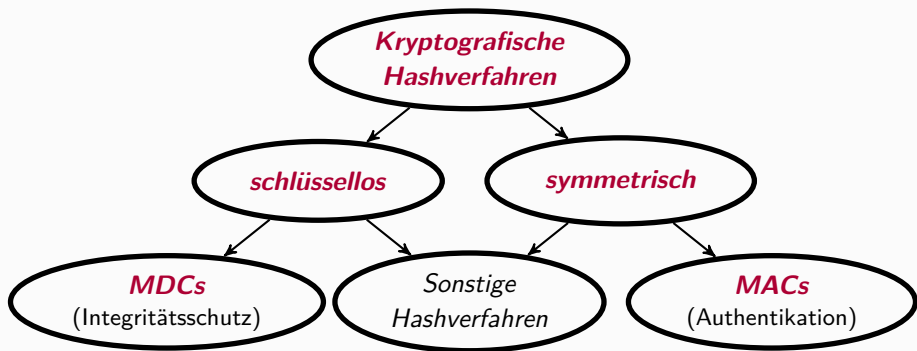 Kryptografische
Hashverfahren
schlüssellos
symmetrisch
MDCs
(Integritätsschutz)
Sonstige
Hashverfahren
MACs
(Authentikation)